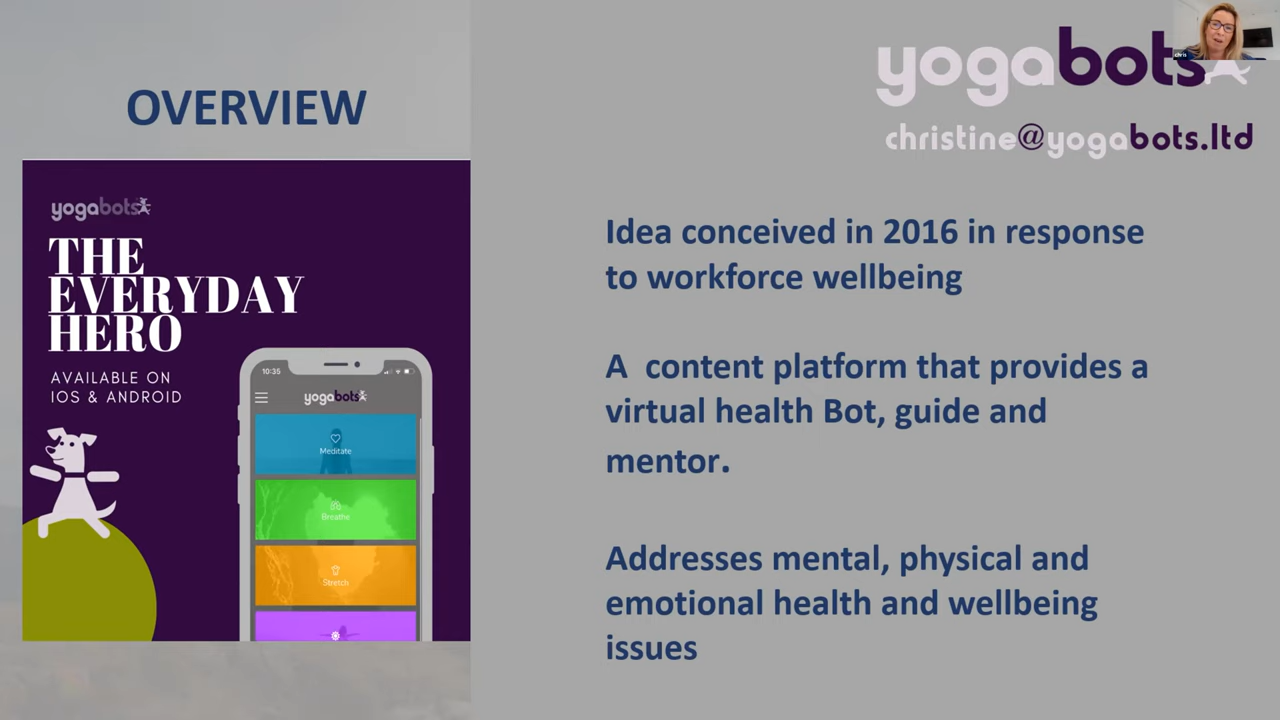 OVERVIEW
yogabots
THE
EVERYDAY
HERO
AVAILABLE ON
IOS & ANDROID
10:35
yogabots
Meditate
Breathe
Stretch
yogabots
chris
christine@yogabots.ltd
Idea conceived in 2016 in response
to workforce wellbeing
A content platform that provides a
virtual health Bot, guide and
mentor.
Addresses mental, physical and
emotional health and wellbeing
issues